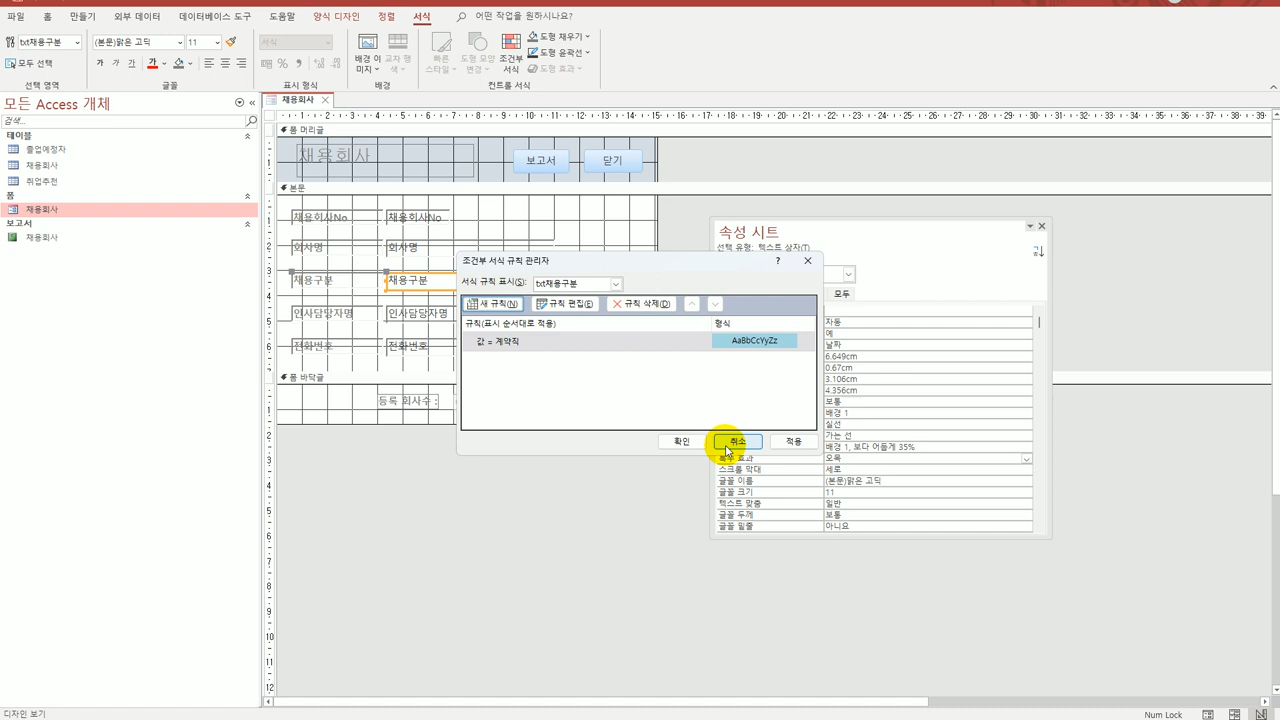 파일 홈 만들기 외부 데이터 데이터베이스 도구 도움말 양식 디자인 정렬 서식 어떤 작업을 원하시나요?
txt채용구분 (본문)맑은 고딕 11 서식 도형 채우기
모두 선택 가 가 가 가 배경 이미지 교차 행 색 빠른 스타일 도형 모양 변경 조건부 서식 도형 윤곽선
도형 효과
선택 영역 글꼴 표시 형식 배경 컨트롤 서식
모든 Access 개체
검색...
테이블
졸업예정자
채용회사
취업추천
폼
채용회사
보고서
채용회사
채용회사
폼 머리글
채용회사 보고서 닫기
본문
채용회사No 채용회사No
회사명 회사명
채용구분 채용구분
인사담당자명 인사담당자명
전화번호 전화번호
폼 바닥글
등록 회사수 :
조건부 서식 규칙 관리자
서식 규칙 표시(S): txt채용구분
새 규칙(N) 규칙 편집(E) 규칙 삭제(D)
규칙(표시 순서대로 적용) 형식
값 = 계약직 AaBbCcYyZz
확인 취소 적용
속성 시트
선택 유형: 텍스트 상자(T)
모두
자동
예
날짜
6.649cm
0.67cm
3.106cm
4.356cm
보통
배경 1
실선
가는 선
배경 1, 보다 어둡게 35%
특수 효과 오목
스크롤 막대 세로
글꼴 이름 (본문)맑은 고딕
글꼴 크기 11
텍스트 맞춤 일반
글꼴 두께 보통
글꼴 밑줄 아니요
디자인 보기 Num Lock